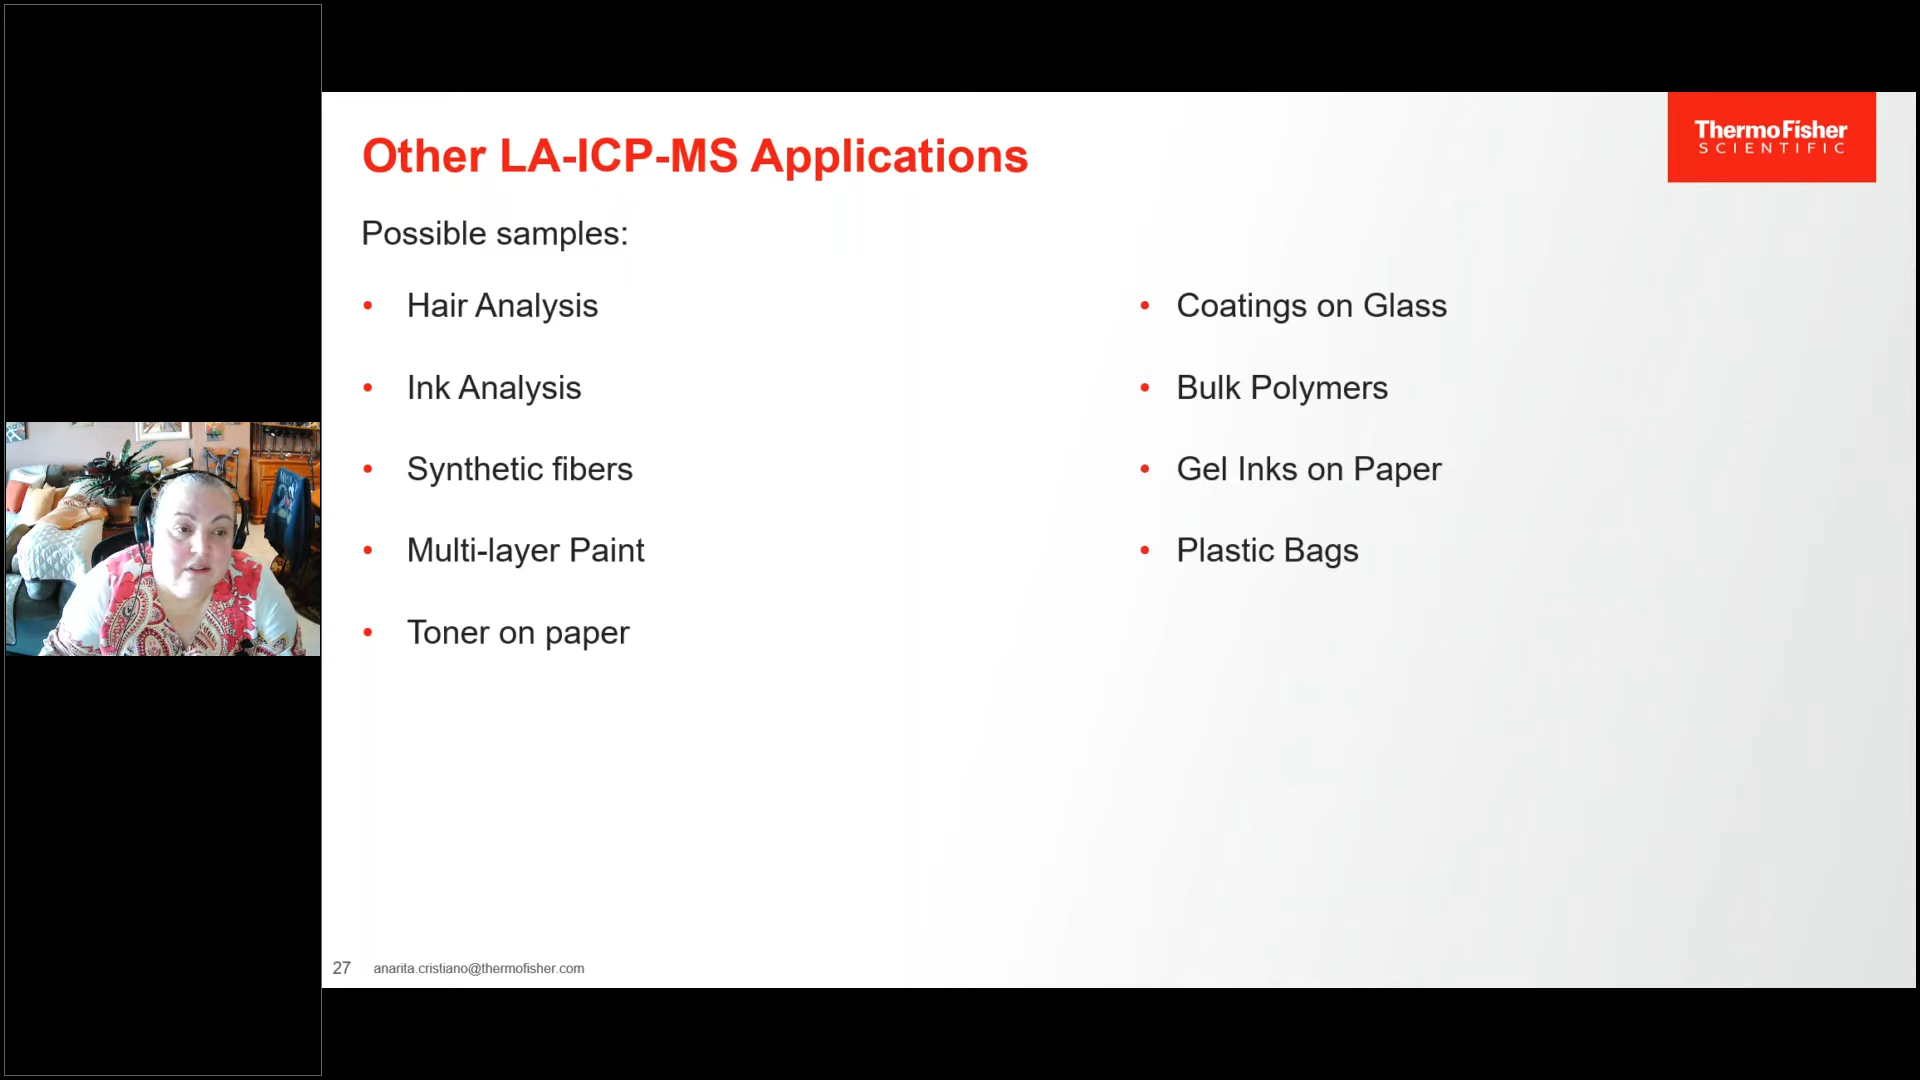 Other LA-ICP-MS Applications
ThermoFisher
SCIENTIFIC
Possible samples:
• Hair Analysis
• Ink Analysis
• Synthetic fibers
• Multi-layer Paint
• Toner on paper
• Coatings on Glass
• Bulk Polymers
• Gel Inks on Paper
• Plastic Bags
27 anarita.cristiano@thermofisher.com